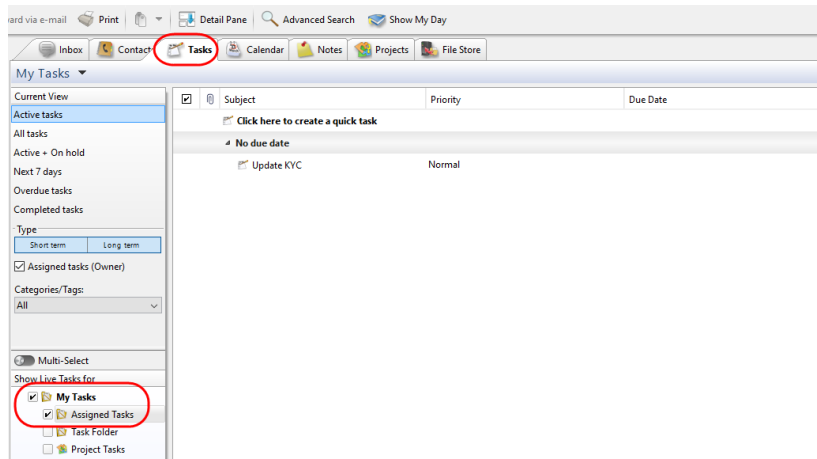 ard via e-mail Print Detail Pane Advanced Search Show My Day
Inbox Contact Tasks Calendar Notes Projects File Store
My Tasks
Current View
Subject Priority Due Date
Active tasks
Click here to create a quick task
All tasks
No due date
Active + On hold
Update KYC Normal
Next 7 days
Overdue tasks
Completed tasks
Type
Short term Long term
Assigned tasks (Owner)
Categories/Tags:
All
Multi-Select
Show Live Tasks for
My Tasks
Assigned Tasks
Task Folder
Project Tasks